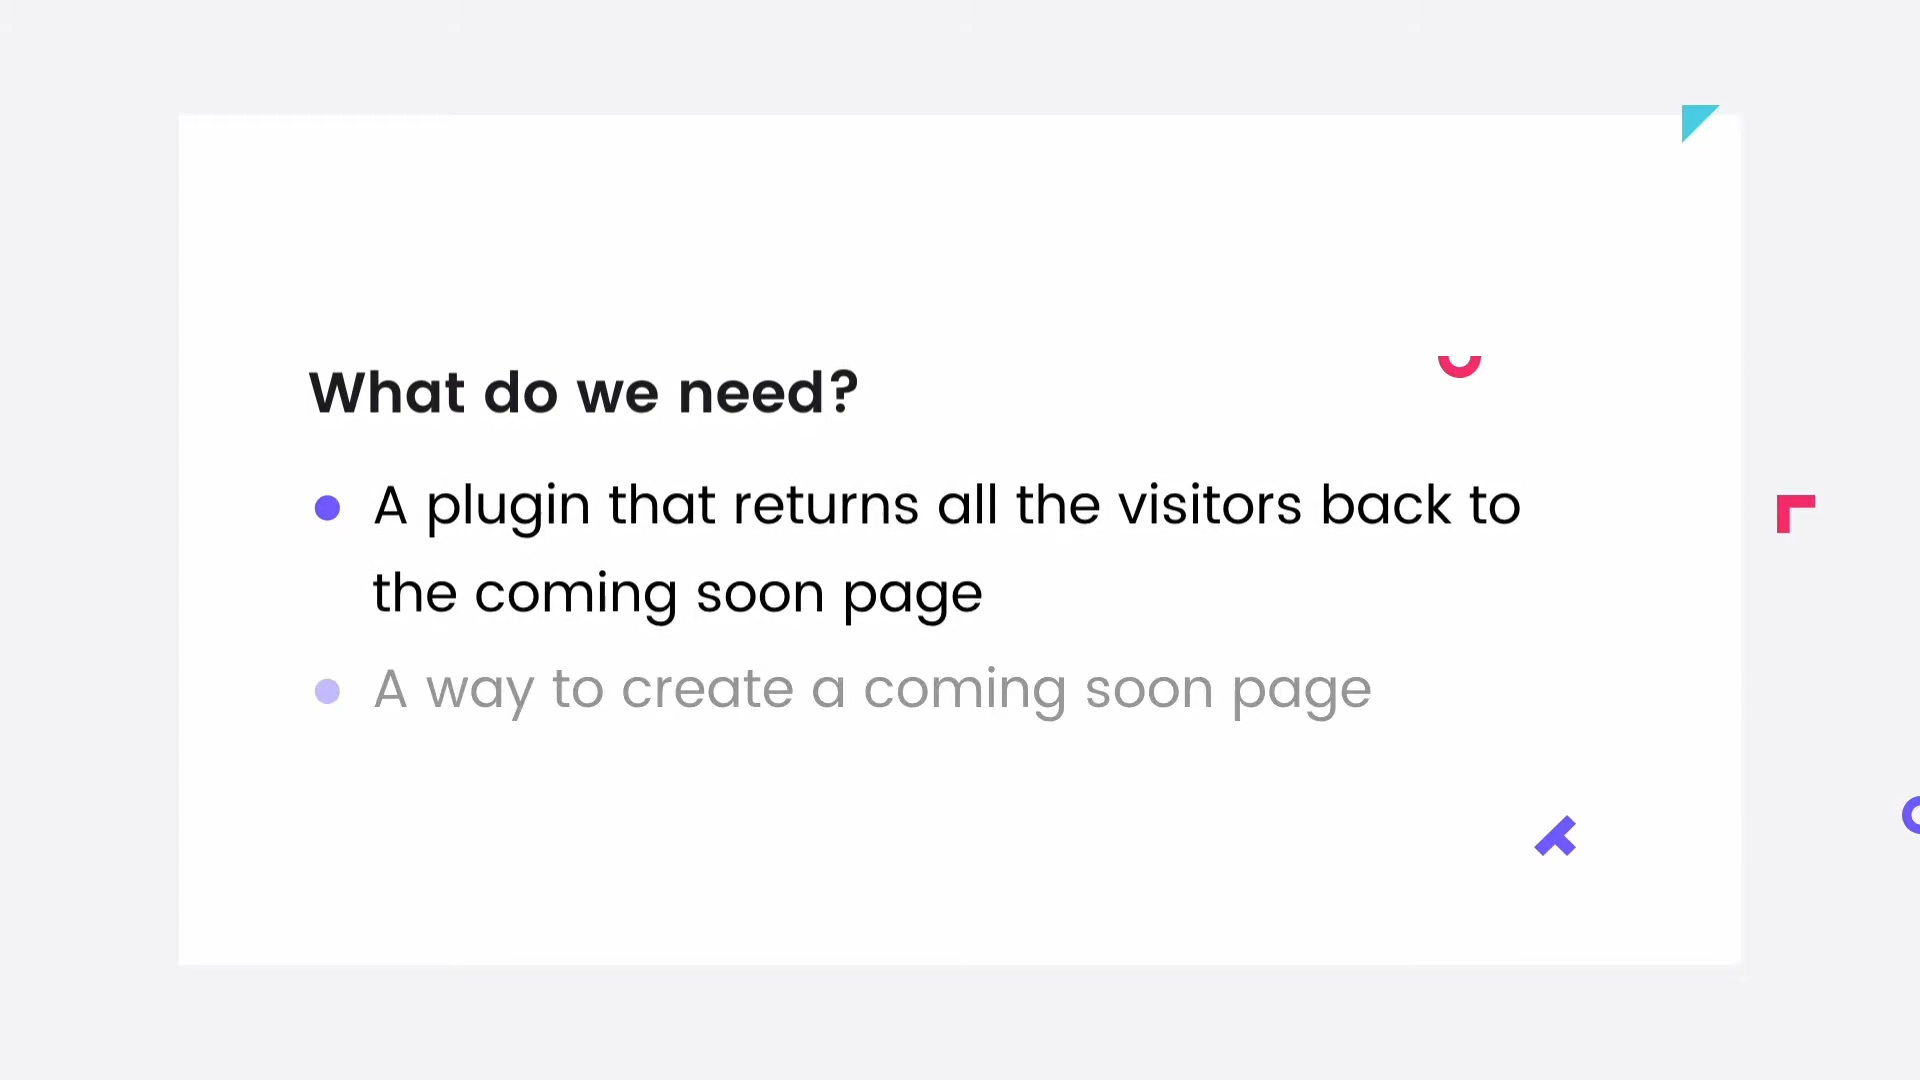 What do we need?
A plugin that returns all the visitors back to
the coming soon page
A way to create a coming soon page